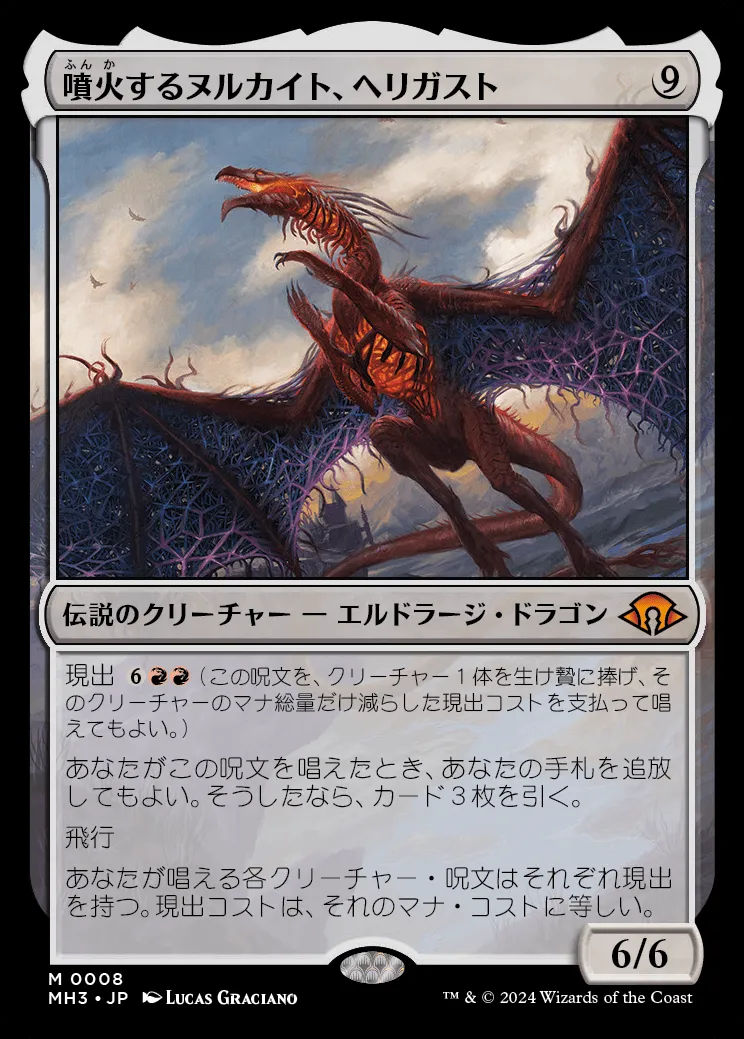 ふんか
噴火するヌルカイト、ヘリガスト 9
伝説のクリーチャー — エルドラージ・ドラゴン
現出 6（この呪文を、クリーチャー１体を生け贄に捧げ、そ
のクリーチャーのマナ総量だけ減らした現出コストを支払って唱
えてもよい。）
あなたがこの呪文を唱えたとき、あなたの手札を追放
してもよい。そうしたなら、カード３枚を引く。
飛行
あなたが唱える各クリーチャー・呪文はそれぞれ現出
を持つ。現出コストは、それのマナ・コストに等しい。
6/6
M 0008
MH3 • JP LUCAS GRACIANO
™ & © 2024 Wizards of the Coast